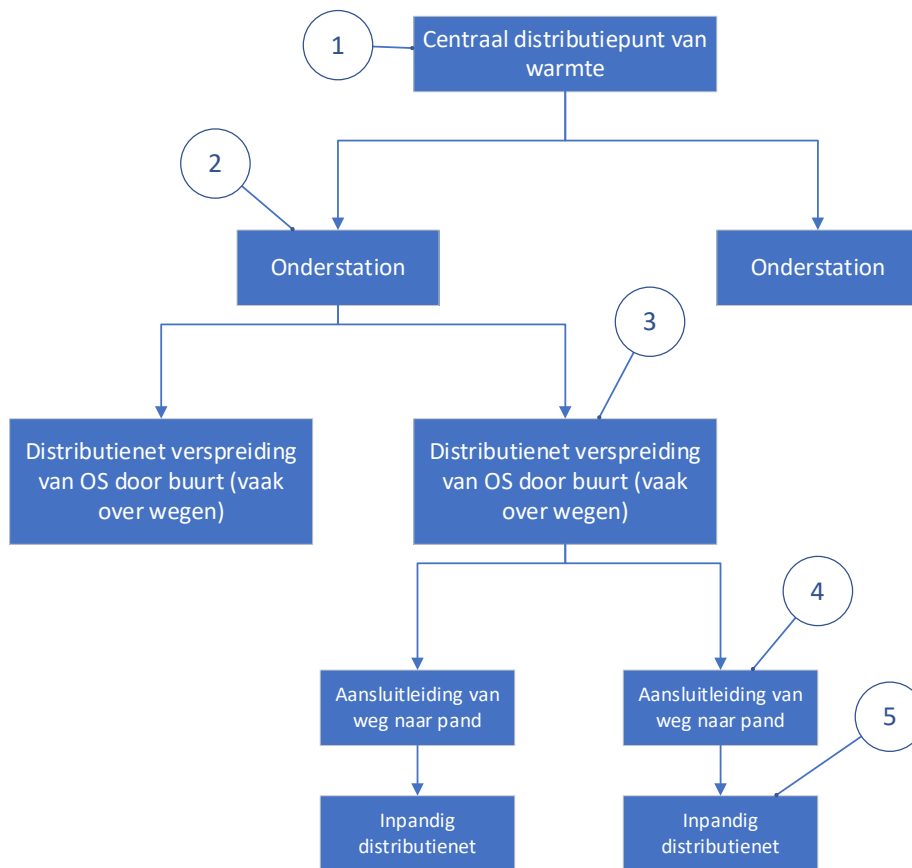 1
Centraal distributiepunt van
warmte
2
Onderstation
Onderstation
3
Distributienet verspreiding
van OS door buurt (vaak
over wegen)
Distributienet verspreiding
van OS door buurt (vaak
over wegen)
4
Aansluitleiding van
weg naar pand
Aansluitleiding van
weg naar pand
5
Inpandig
distributienet
Inpandig
distributienet